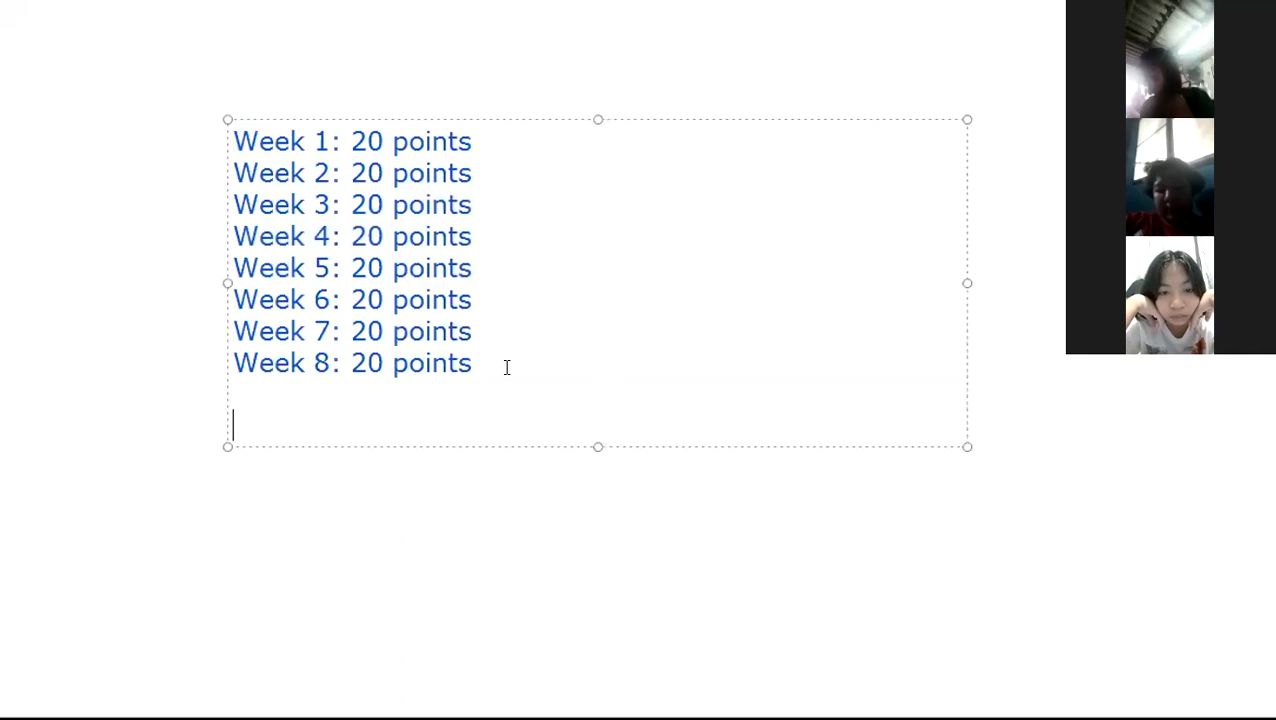 Week 1: 20 points
Week 2: 20 points
Week 3: 20 points
Week 4: 20 points
Week 5: 20 points
Week 6: 20 points
Week 7: 20 points
Week 8: 20 points